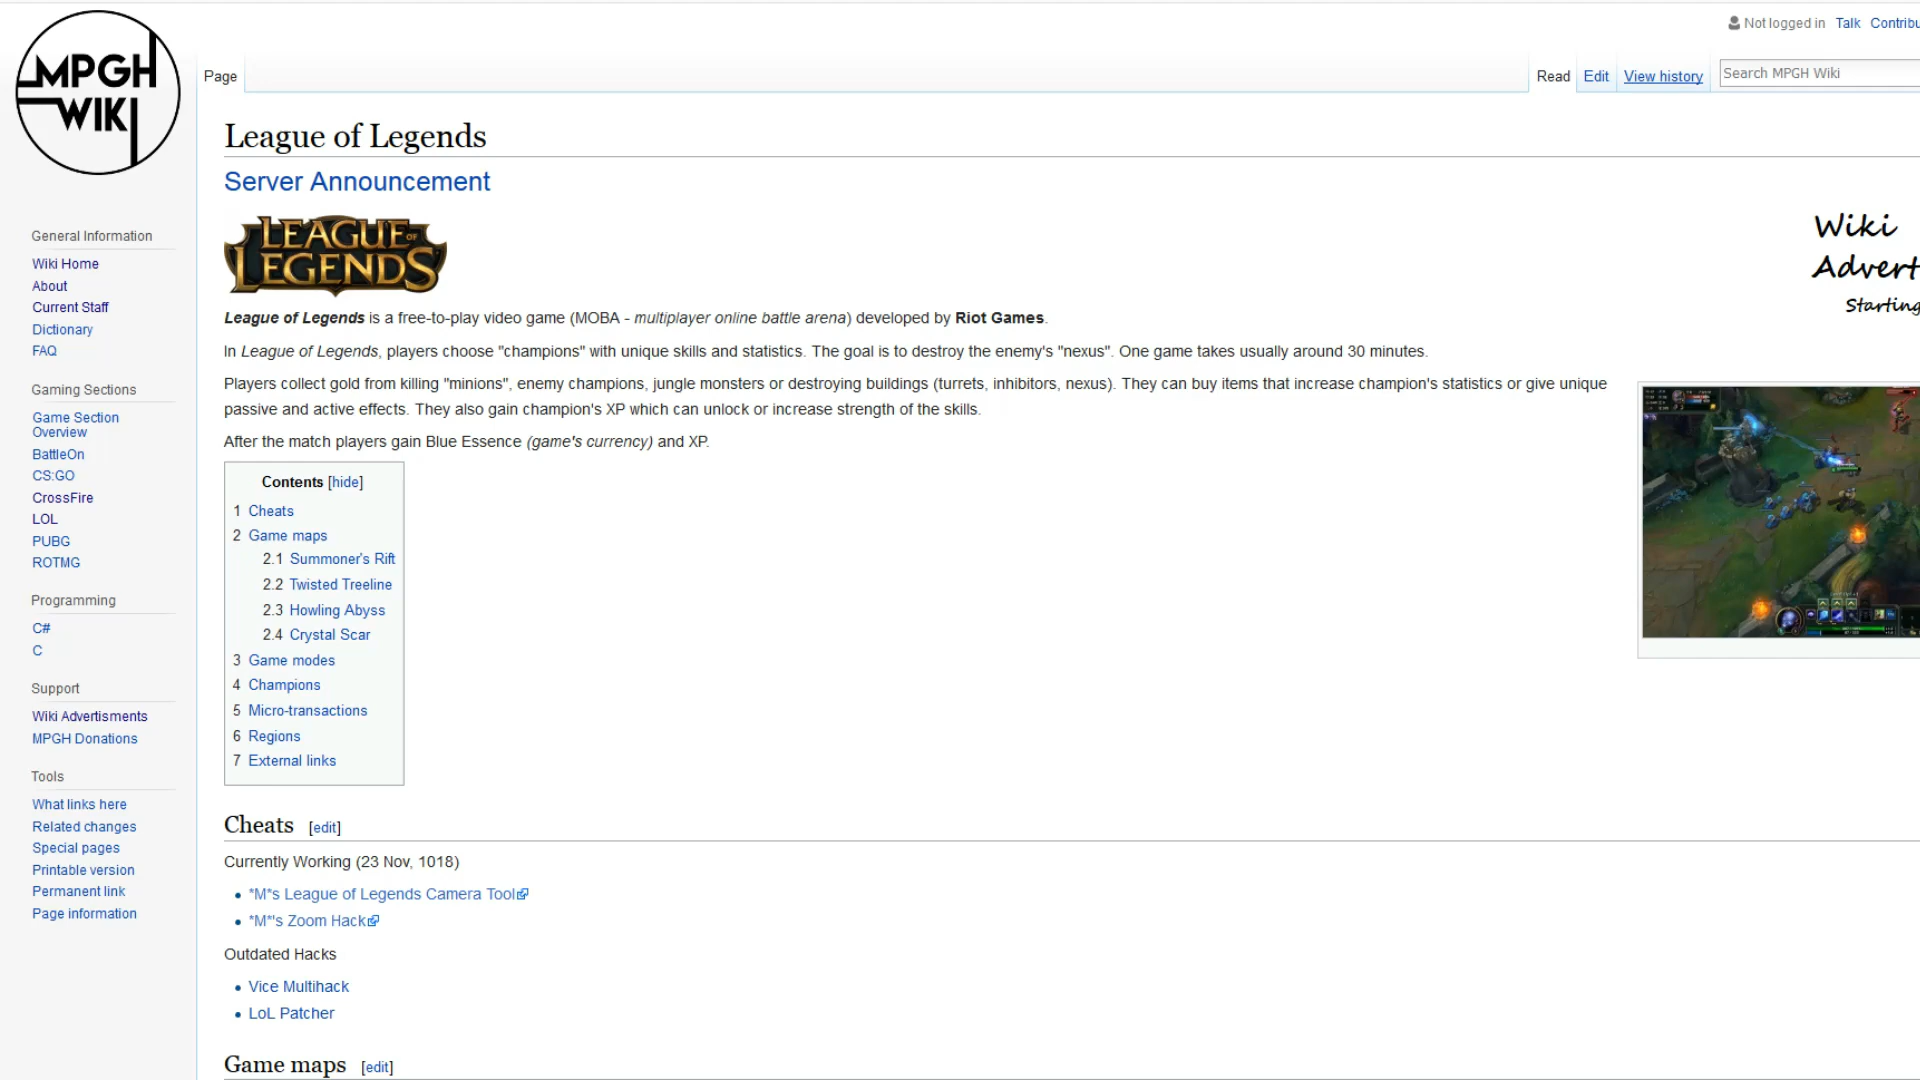 MPGH
WIKI
Not logged in Talk Contribu
Page
Read Edit View history Search MPGH Wiki
League of Legends
Server Announcement
LEAGUE OF
LEGENDS
Wiki
Advert
Starting
General Information
Wiki Home
About
Current Staff
Dictionary
FAQ
Gaming Sections
Game Section
Overview
BattleOn
CS:GO
CrossFire
LOL
PUBG
ROTMG
Programming
C#
C
Support
Wiki Advertisments
MPGH Donations
Tools
What links here
Related changes
Special pages
Printable version
Permanent link
Page information
League of Legends is a free-to-play video game (MOBA - multiplayer online battle arena) developed by Riot Games.
In League of Legends, players choose "champions" with unique skills and statistics. The goal is to destroy the enemy's "nexus". One game takes usually around 30 minutes.
Players collect gold from killing "minions", enemy champions, jungle monsters or destroying buildings (turrets, inhibitors, nexus). They can buy items that increase champion's statistics or give unique
passive and active effects. They also gain champion's XP which can unlock or increase strength of the skills.
After the match players gain Blue Essence (game's currency) and XP.
Contents [hide]
1 Cheats
2 Game maps
2.1 Summoner's Rift
2.2 Twisted Treeline
2.3 Howling Abyss
2.4 Crystal Scar
3 Game modes
4 Champions
5 Micro-transactions
6 Regions
7 External links
Cheats [edit]
Currently Working (23 Nov, 1018)
• *M*s League of Legends Camera Tool
• *M*'s Zoom Hack
Outdated Hacks
• Vice Multihack
• LoL Patcher
Game maps [edit]